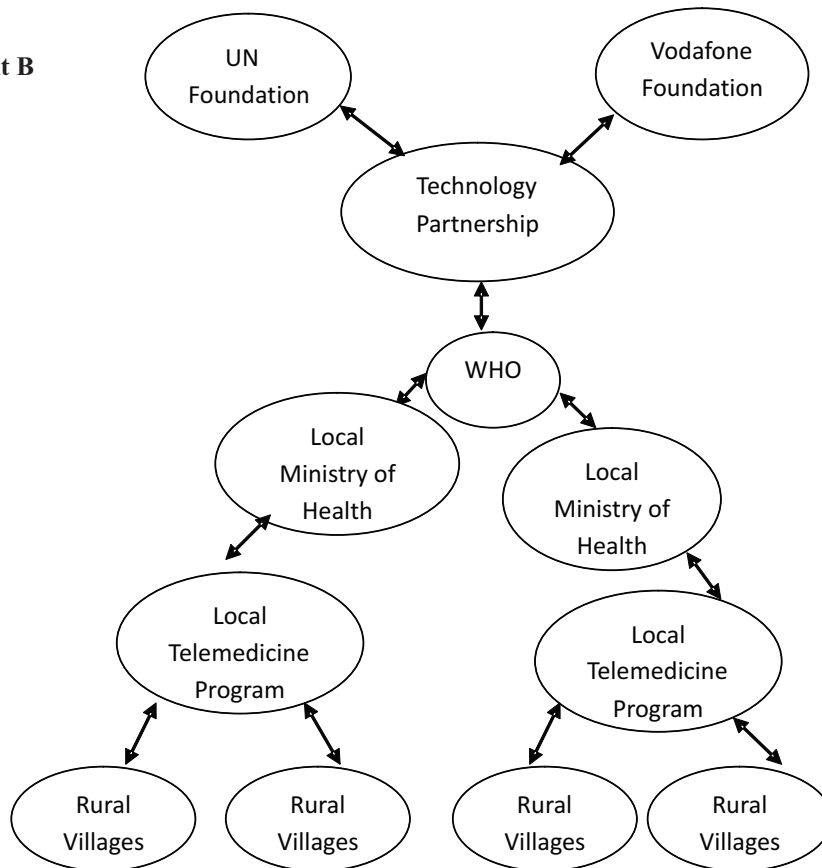 t B
UN
Foundation
Vodafone
Foundation
Technology
Partnership
WHO
Local
Ministry of
Health
Local
Ministry of
Health
Local
Telemedicine
Program
Local
Telemedicine
Program
Rural
Villages
Rural
Villages
Rural
Villages
Rural
Villages